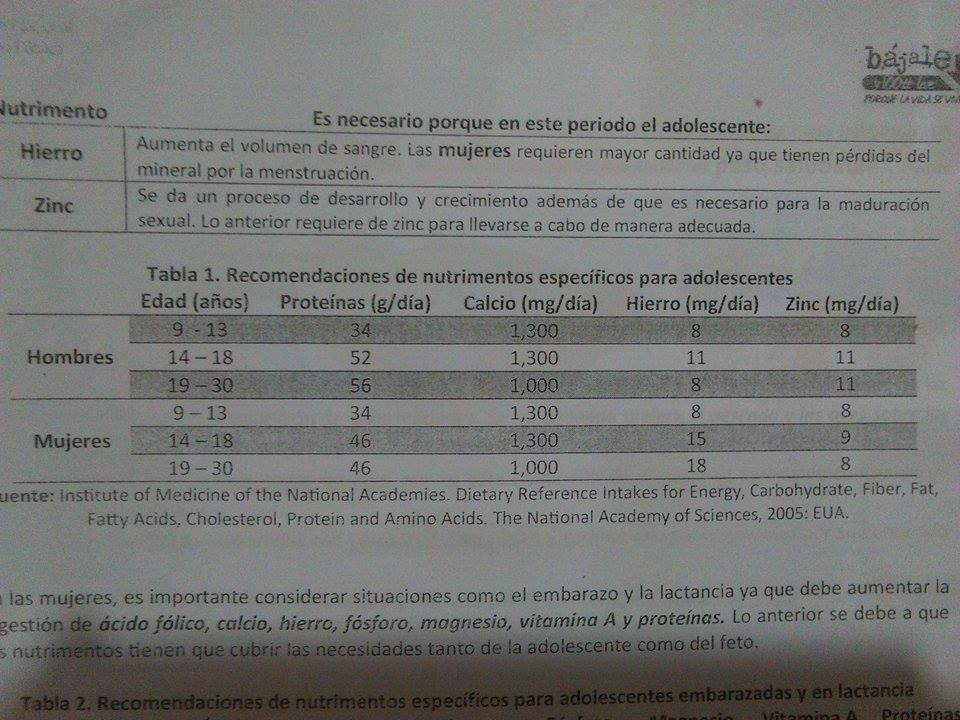 bájale
PORQUE LA VIDA SE VIVE
Nutrimento Es necesario porque en este periodo el adolescente:
Hierro Aumenta el volumen de sangre. Las mujeres requieren mayor cantidad ya que tienen pérdidas del
mineral por la menstruación.
Zinc Se da un proceso de desarrollo y crecimiento además de que es necesario para la maduración
sexual. Lo anterior requiere de zinc para llevarse a cabo de manera adecuada.
Tabla 1. Recomendaciones de nutrimentos específicos para adolescentes
Edad (años) Proteínas (g/día) Calcio (mg/día) Hierro (mg/día) Zinc (mg/día)
9 - 13 34 1,300 8 8
Hombres 14 – 18 52 1,300 11 11
19 – 30 56 1,000 8 11
9 – 13 34 1,300 8 8
Mujeres 14 – 18 46 1,300 15 9
19 – 30 46 1,000 18 8
uente: Institute of Medicine of the National Academies. Dietary Reference Intakes for Energy, Carbohydrate, Fiber, Fat,
Fatty Acids, Cholesterol, Protein and Amino Acids. The National Academy of Sciences, 2005: EUA.
las mujeres, es importante considerar situaciones como el embarazo y la lactancia ya que debe aumentar la
gestión de ácido fólico, calcio, hierro, fósforo, magnesio, vitamina A y proteínas. Lo anterior se debe a que
s nutrimentos tienen que cubrir las necesidades tanto de la adolescente como del feto.
Tabla 2. Recomendaciones de nutrimentos específicos para adolescentes embarazadas y en lactancia
Magnesio Vitamina A Proteínas